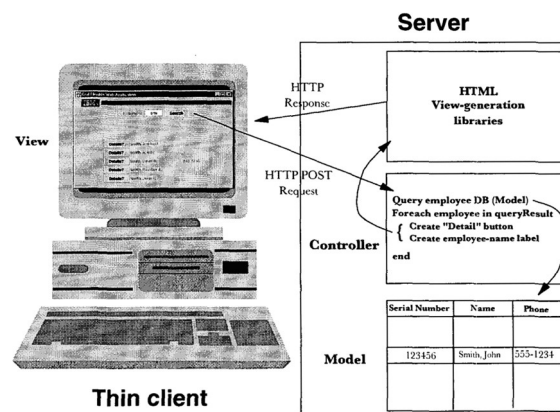 Server
HTTP
Response
HTML
View-generation
libraries
View
HTTP POST
Request
Query employee DB (Model)
Foreach employee in queryResult
{ Create "Detail" button
Create employee-name label
end
Controller
Serial Number Name Phone
123456 Smith, John 555-1234
Model
Thin client